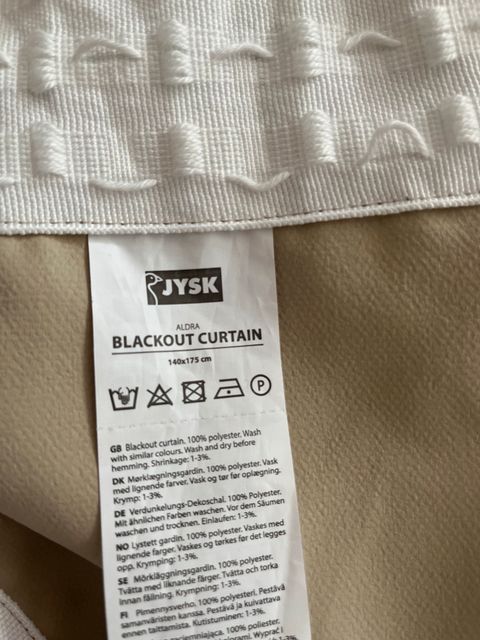 JYSK
ALDRA
BLACKOUT CURTAIN
140x175 cm
P
GB Blackout curtain. 100% polyester. Wash
with similar colours. Wash and dry before
hemming. Shrinkage: 1-3%.
DK Mørklægningsgardin. 100% polyester. Vask
med lignende farver. Vask og tør før oplægning.
Krymp: 1-3%.
DE Verdunkelungs-Dekoschal. 100% Polyester.
Mit ähnlichen Farben waschen. Vor dem Säumen
waschen und trocknen. Einlaufen: 1-3%.
NO Lystett gardin. 100% polyester. Vaskes med
lignende farger. Vaskes og tørkes før det legges
opp. Krymping: 1-3%.
SE Mörkläggningsgardin. 100% polyester.
Tvätta med liknande färger. Tvätta och torka
innan fållning. Krympning: 1-3%.
FI Pimennysverho. 100% polyesteri. Pestävä
samanväristen kanssa. Pestävä ja kuivattava
ennen taittamista. Kutistuminen: 1-3%.
100% poliester. Wyprać i